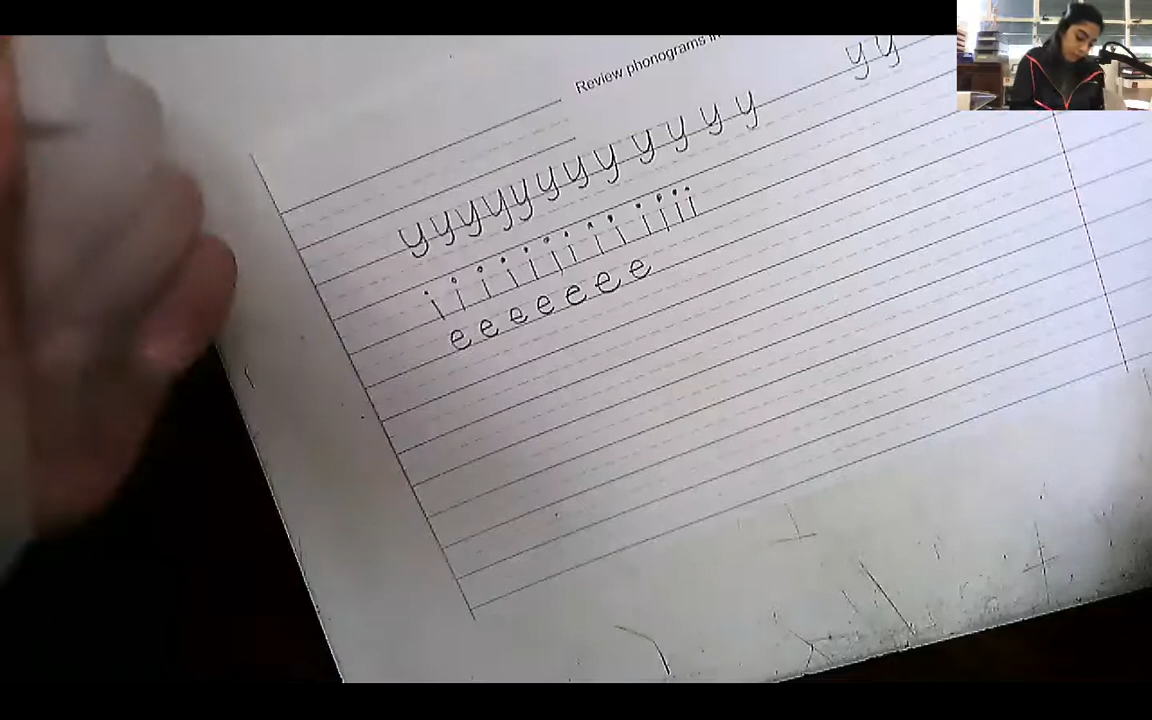 Review phonograms
y y
y y y y y y y y y y y y
i i i i i i i i i i i i i
e e e e e e e